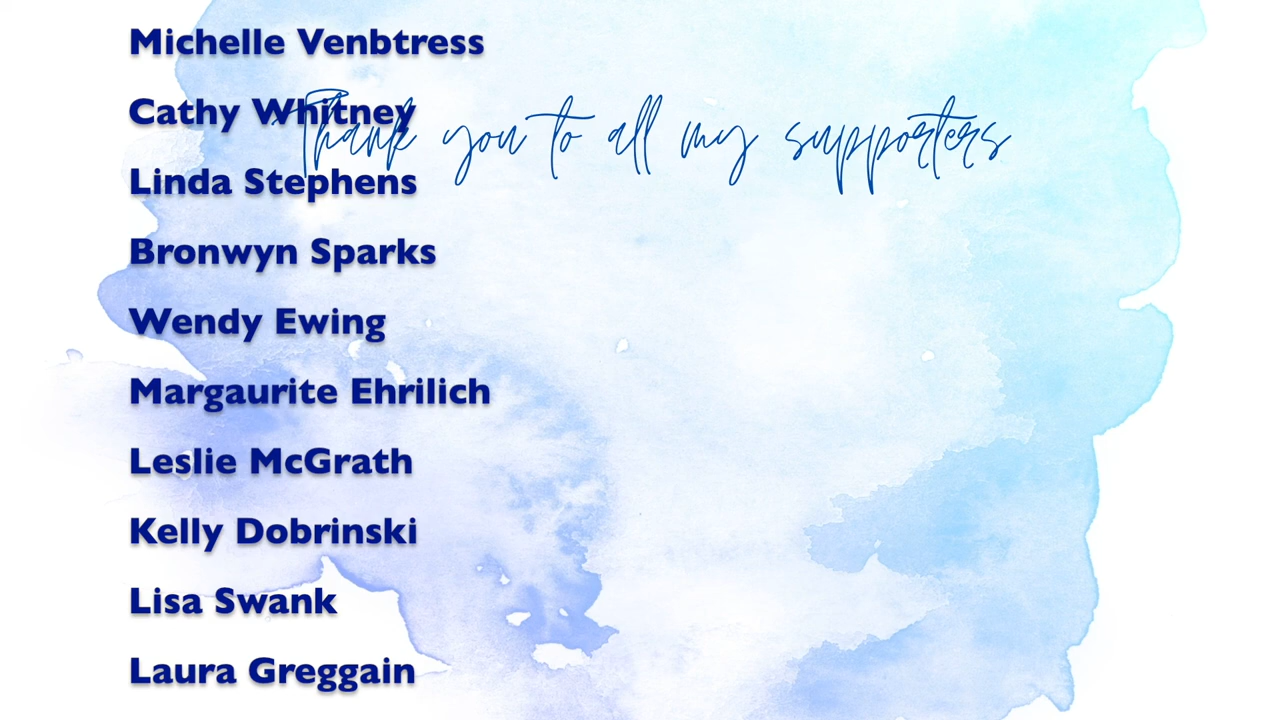 Michelle Venbtress
Cathy Whitney
Thank you to all my supporters
Linda Stephens
Bronwyn Sparks
Wendy Ewing
Margaurite Ehrilich
Leslie McGrath
Kelly Dobrinski
Lisa Swank
Laura Greggain